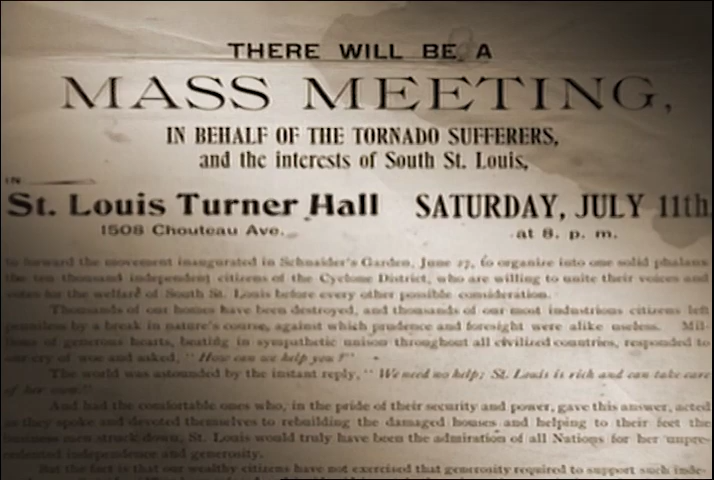 THERE WILL BE A
MASS MEETING,
IN BEHALF OF THE TORNADO SUFFERERS,
and the interests of South St. Louis,
IN
St. Louis Turner Hall SATURDAY, JULY 11th,
1508 Chouteau Ave. at 8. p. m.
to forward the movement inaugurated in Schneider's Garden, June 27, to organize into one solid phalanx
the ten thousand independent citizens of the Cyclone District, who are willing to unite their voices and
votes for the welfare of South St. Louis before every other possible consideration.
Thousands of our homes have been destroyed, and thousands of our most industrious citizens left
penniless by a break in nature's course, against which prudence and foresight were alike useless. Mil-
lions of generous hearts, beating in sympathetic unison throughout all civilized countries, responded to
our cry of woe and asked, "How can we help you?"
The world was astounded by the instant reply, "We need no help; St. Louis is rich and can take care
of her own!"
And had the comfortable ones who, in the pride of their security and power, gave this answer, acted
as they spoke and devoted themselves to rebuilding the damaged houses and helping to their feet the
business men struck down, St. Louis would truly have been the admiration of all Nations for her unpre-
cedented independence and generosity.
But the fact is that our wealthy citizens have not exercised that generosity required to support such inde-